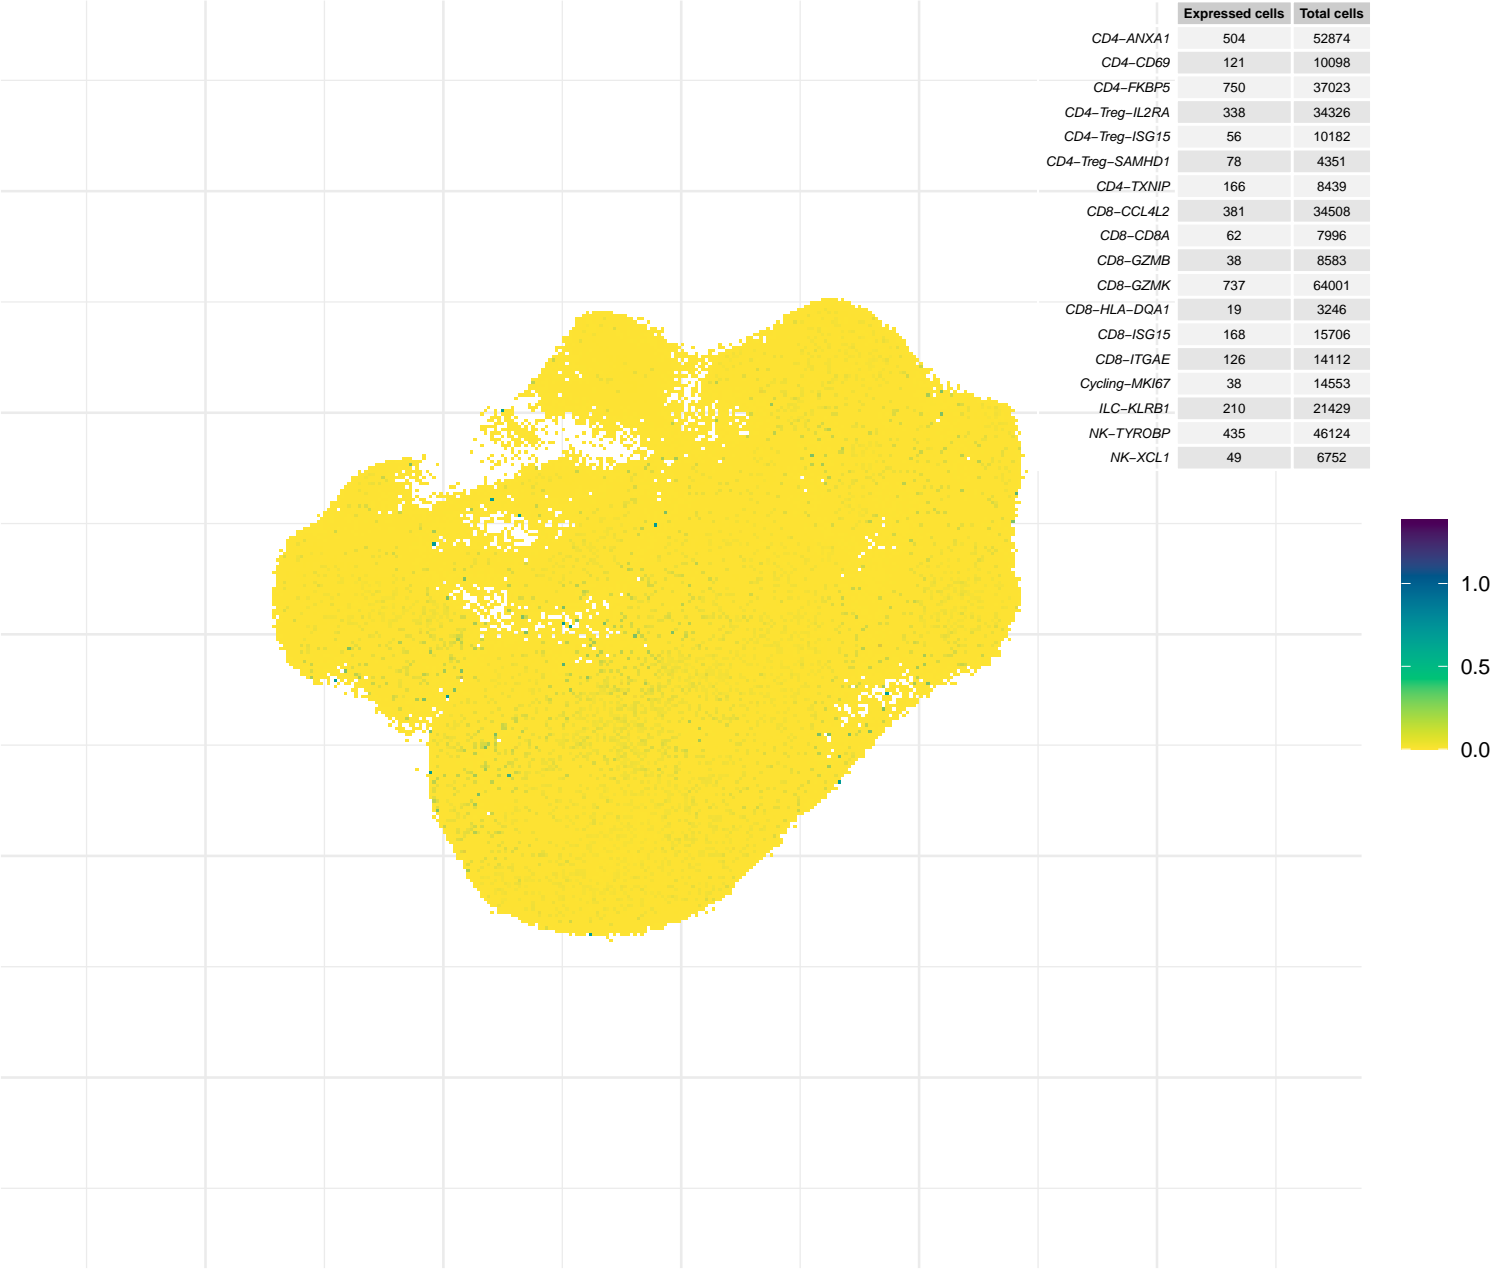 Expressed cells Total cells
CD4−ANXA1 504 52874
CD4−CD69 121 10098
CD4−FKBP5 750 37023
CD4−Treg−IL2RA 338 34326
CD4−Treg−ISG15 56 10182
CD4−Treg−SAMHD1 78 4351
CD4−TXNIP 166 8439
CD8−CCL4L2 381 34508
CD8−CD8A 62 7996
CD8−GZMB 38 8583
CD8−GZMK 737 64001
CD8−HLA−DQA1 19 3246
CD8−ISG15 168 15706
CD8−ITGAE 126 14112
Cycling−MKI67 38 14553
ILC−KLRB1 210 21429
NK−TYROBP 435 46124
NK−XCL1 49 6752
1.0
0.5
0.0